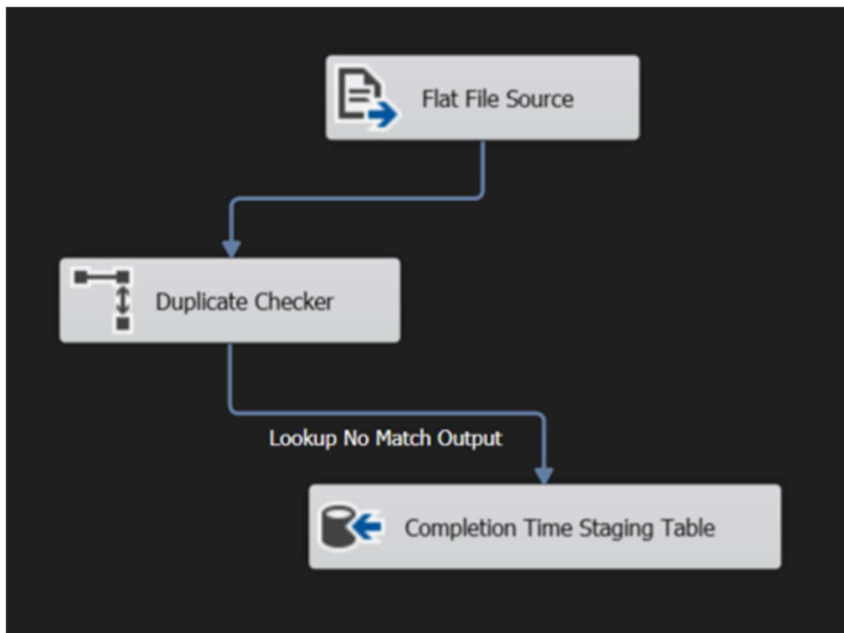 Flat File Source
Duplicate Checker
Lookup No Match Output
Completion Time Staging Table